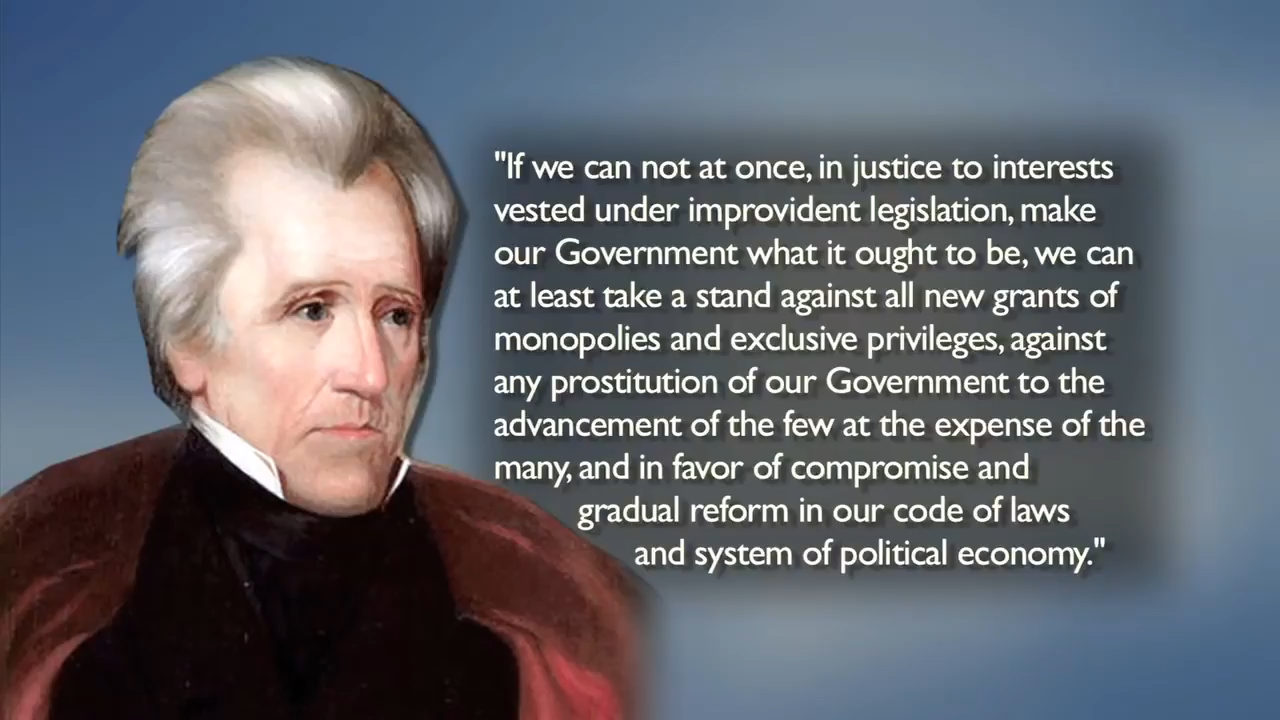 "If we can not at once, in justice to interests
vested under improvident legislation, make
our Government what it ought to be, we can
at least take a stand against all new grants of
monopolies and exclusive privileges, against
any prostitution of our Government to the
advancement of the few at the expense of the
many, and in favor of compromise and
gradual reform in our code of laws
and system of political economy."